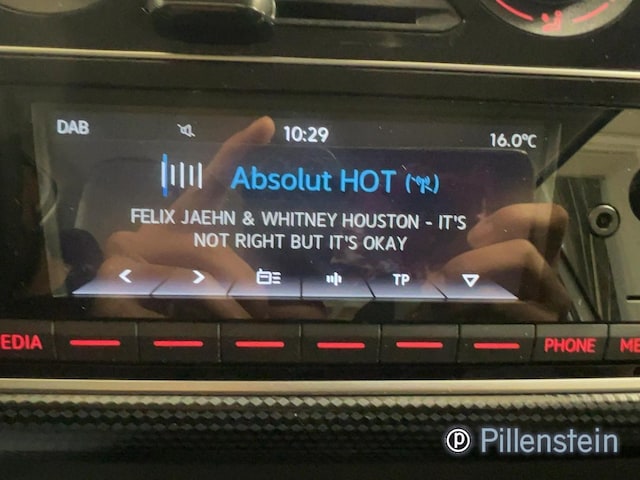 DAB 10:29 16.0°C
Absolut HOT
FELIX JAEHN & WHITNEY HOUSTON - IT'S
NOT RIGHT BUT IT'S OKAY
< > TP
EDIA PHONE ME
Pillenstein